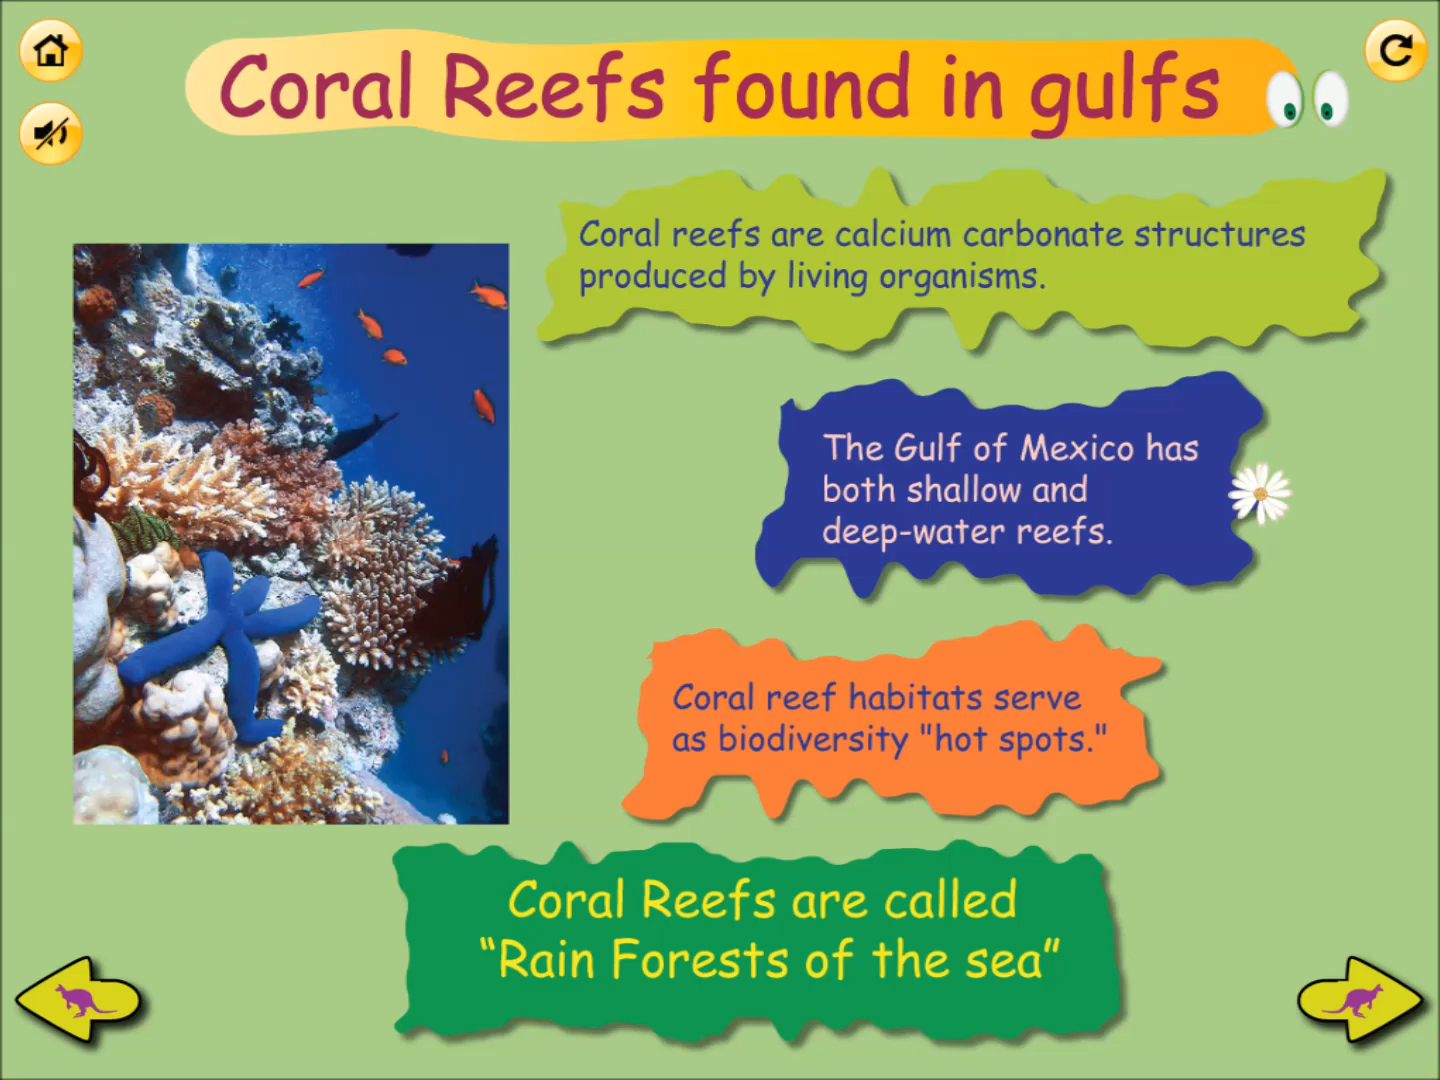 Coral Reefs found in gulfs
Coral reefs are calcium carbonate structures
produced by living organisms.
The Gulf of Mexico has
both shallow and
deep-water reefs.
Coral reef habitats serve
as biodiversity "hot spots."
Coral Reefs are called
“Rain Forests of the sea”